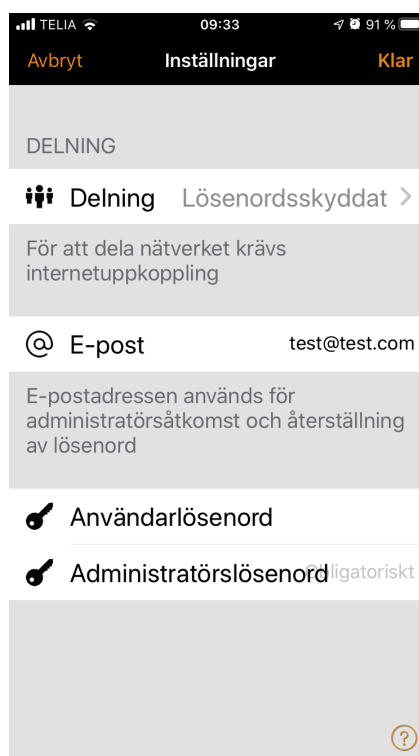 TELIA 09:33 91 %
Avbryt Inställningar Klar
DELNING
Delning Lösenordsskyddat
För att dela nätverket krävs
internetuppkoppling
E-post test@test.com
E-postadressen används för
administratörsåtkomst och återställning
av lösenord
Användarlösenord
Administratörslösenord Obligatoriskt
?